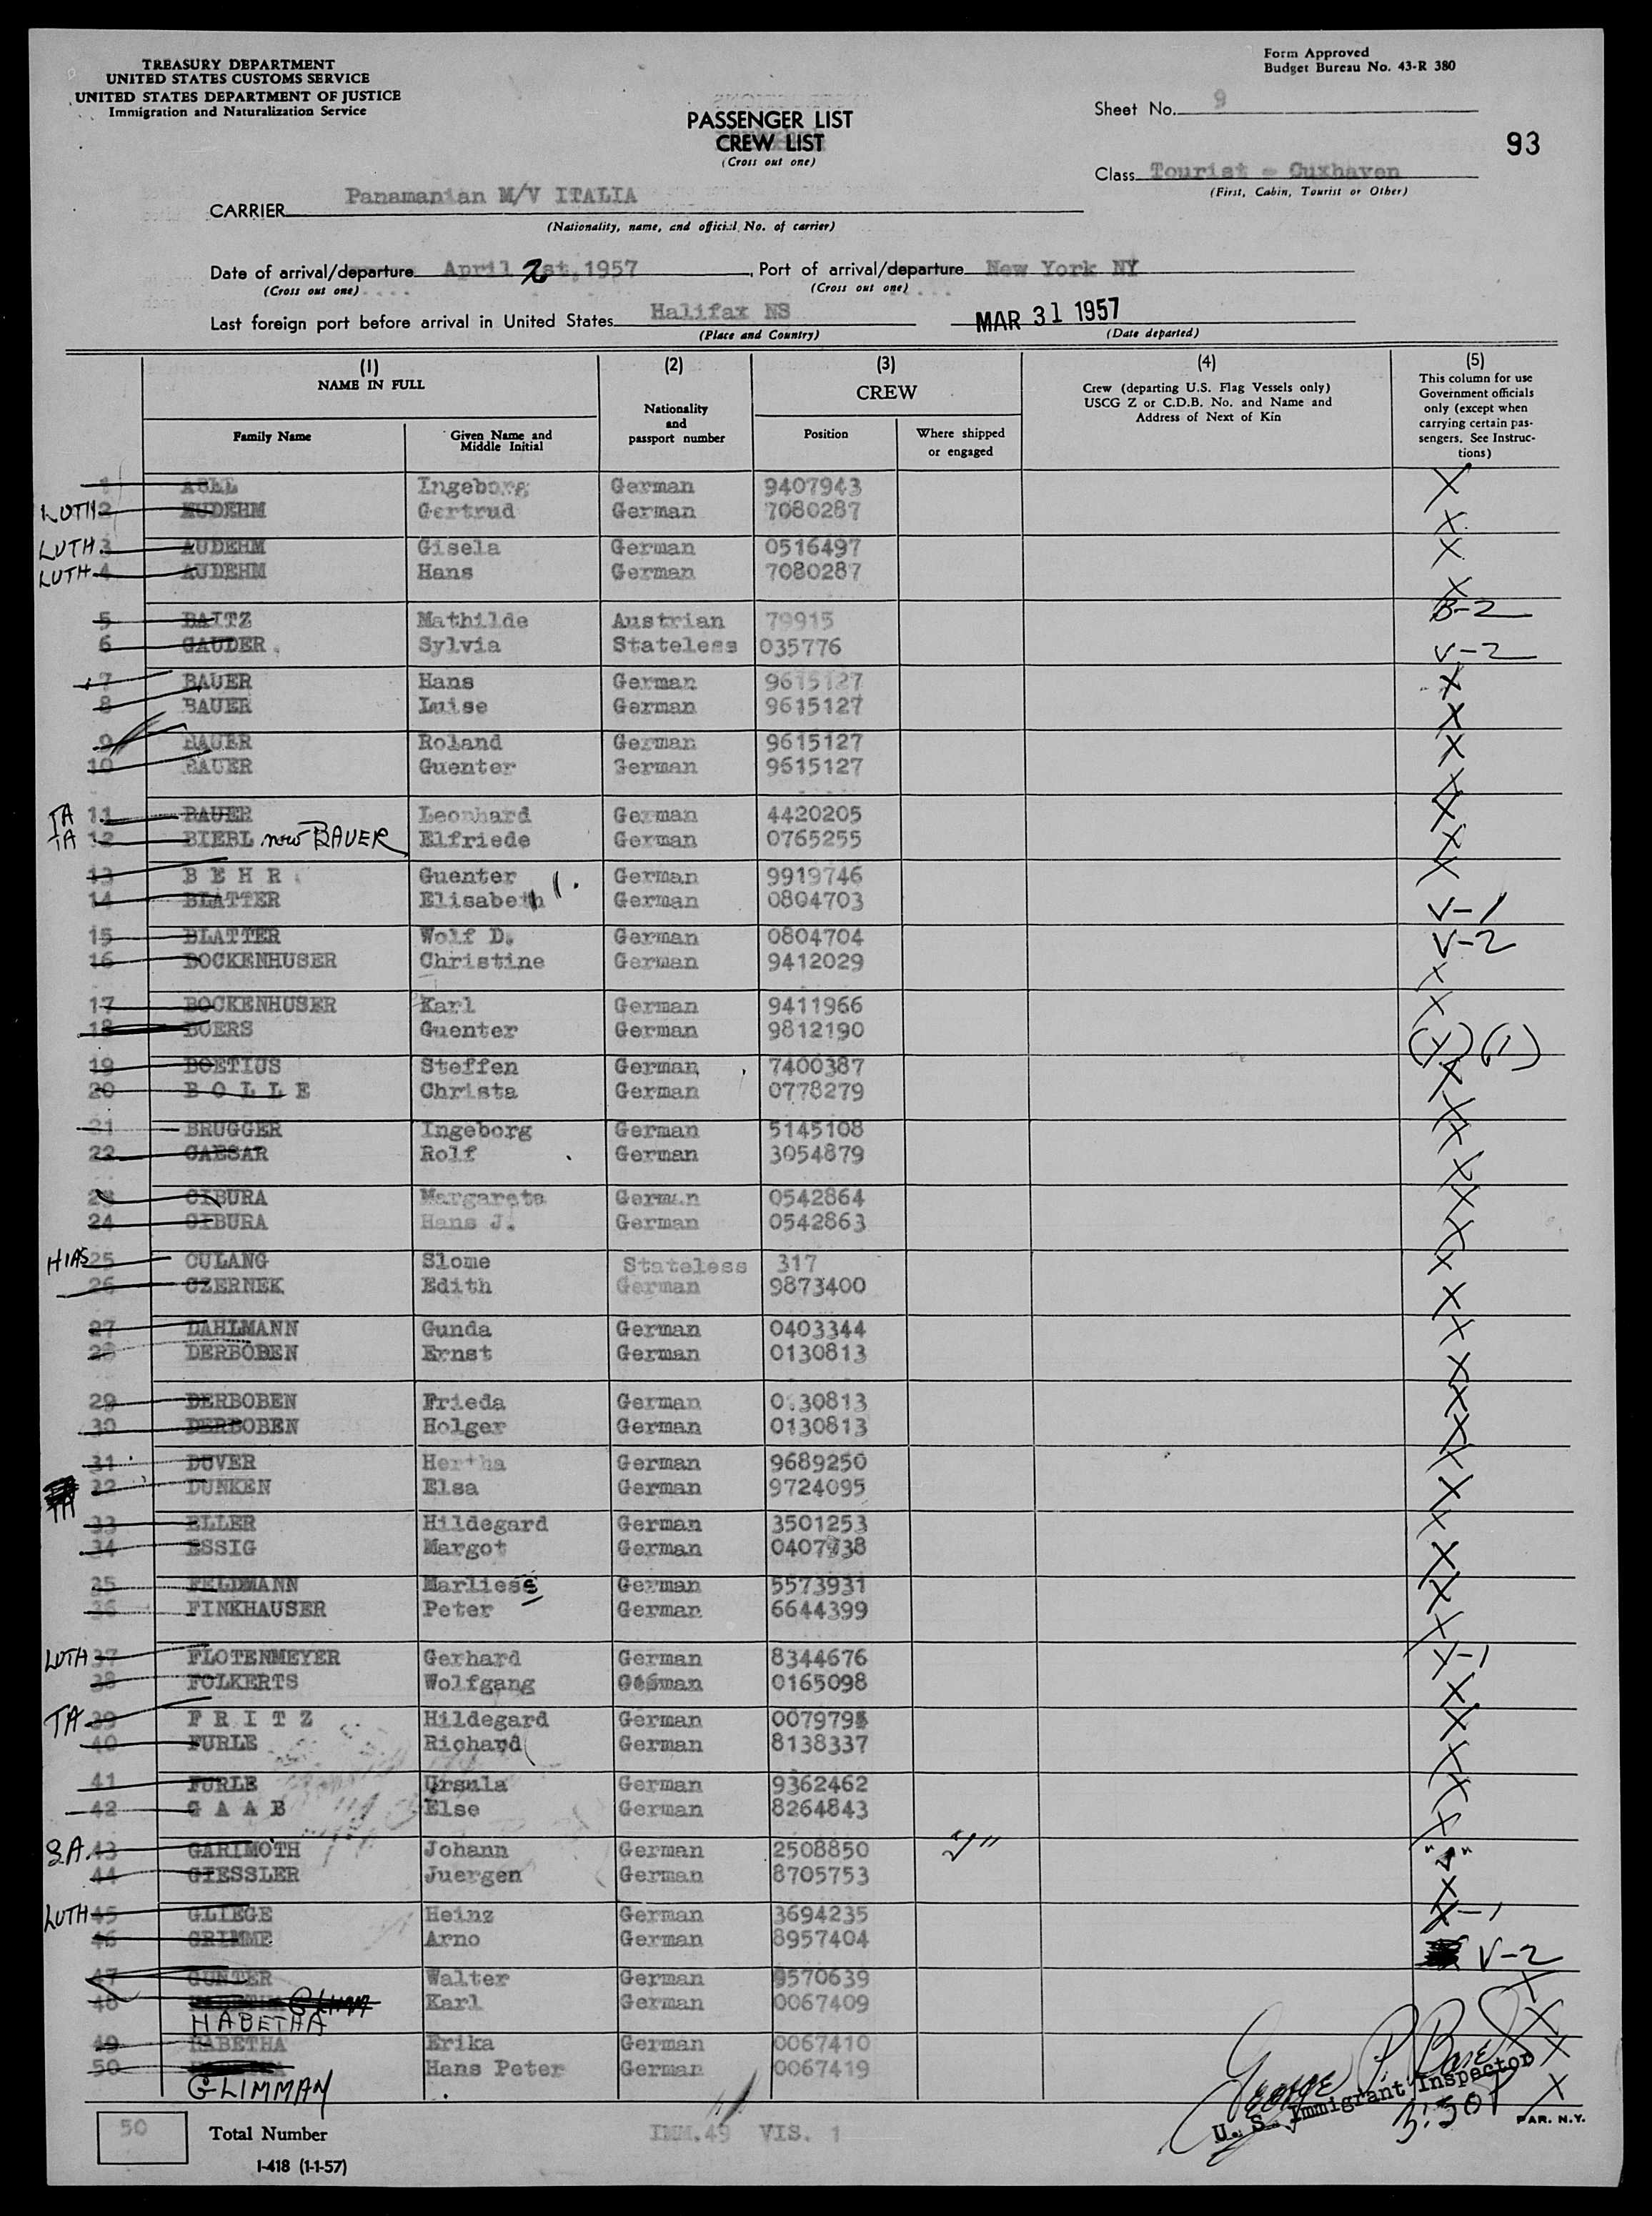 TREASURY DEPARTMENT
UNITED STATES CUSTOMS SERVICE
UNITED STATES DEPARTMENT OF JUSTICE
Immigration and Naturalization Service
Form Approved
Budget Bureau No. 43-R 380
PASSENGER LIST
CREW LIST
(Cross out one)
Sheet No. 9
93
Class Tourist - Cuxhaven
(First, Cabin, Tourist or Other)
CARRIER Panamanian M/V ITALIA
(Nationality, name, and official No. of carrier)
Date of arrival/departure April 2st,1957, Port of arrival/departure New York NY
(Cross out one) (Cross out one)
Last foreign port before arrival in United States Halifax NS MAR 31 1957
(Place and Country) (Date departed)
(1) NAME IN FULL
Family Name
Given Name and Middle Initial
(2) Nationality and passport number
(3) CREW
Position
Where shipped or engaged
(4) Crew (departing U.S. Flag Vessels only) USCG Z or C.D.B. No. and Name and Address of Next of Kin
(5) This column for use Government officials only (except when carrying certain passengers. See Instructions)
1 Ingeborg German 9407943 X
LUTH 2 AUDEHM Gertrud German 7080287 X
LUTH. 3 AUDEHM Gisela German 0516497 X
LUTH 4 AUDEHM Hans German 7080287 X
5 BAITZ Mathilde Austrian 79915 B-2
6 GAUDER Sylvia Stateless 035776 V-2
7 BAUER Hans German 9615127 X
8 BAUER Luise German 9615127 X
9 BAUER Roland German 9615127 X
10 BAUER Guenter German 9615127 X
TA 11 BAUER Leonhard German 4420205 X
TA 12 BIERL now BAUER Elfriede German 0765255 X
13 B E H R Guenter German 9919746 X
14 BLATTER Elisabeth German 0804703 V-1
15 BLATTER Wolf D. German 0804704 V-2
16 BOCKENHUSER Christine German 9412029 X
17 BOCKENHUSER Karl German 9411966 X
18 BOERS Guenter German 9812190 (Y) (1)
19 BOETIUS Steffen German 7400387 X
20 B O L L E Christa German 0778279 X
21 BRUGGER Ingeborg German 5145108 X
22 CAESAR Rolf German 3054879 X
23 CIBURA Margarete German 0542864 X
24 CIBURA Hans J. German 0542863 X
HIAS 25 CULANG Slome Stateless 317 X
26 CZERNEK Edith German 9873400 X
27 DAHLMANN Gunda German 0403344 X
28 DERBOBEN Ernst German 0130813 X
29 DERBOBEN Frieda German 0130813 X
30 DERBOBEN Holger German 0130813 X
31 DUVER Hertha German 9689250 X
TA 32 DUNKEN Elsa German 9724095 X
33 ELLER Hildegard German 3501253 X
34 ESSIG Margot German 0407938 X
35 FELDMANN Marliese German 5573931 X
36 FINKHAUSER Peter German 6644399 X
LUTH 37 FLOTENMEYER Gerhard German 8344676 Y-1
38 FOLKERTS Wolfgang German 0165098 X
TA 39 F R I T Z Hildegard German 0079795 X
40 FURLE Richard German 8138337 X
41 FURLE Ursula German 9362462 X
42 G A A B Else German 8264843 X
S.A. 43 GARIMOTH Johann German 2508850
44 GIESSLER Juergen German 8705753 X
LUTH 45 GLIEGE Heinz German 3694235 Y-1
46 GRIMME Arno German 8957404 V-2
47 GUNTER Walter German 9570639 X
48 GLIMM HABETHA Karl German 0067409 X
49 HABETHA Erika German 0067410 X
50 GLIMMAN Hans Peter German 0067419 X
50 Total Number
IMM.49 VIS. 1
I-418 (1-1-57)
George P.
U. S. Immigrant Inspector
PAR. N.Y.